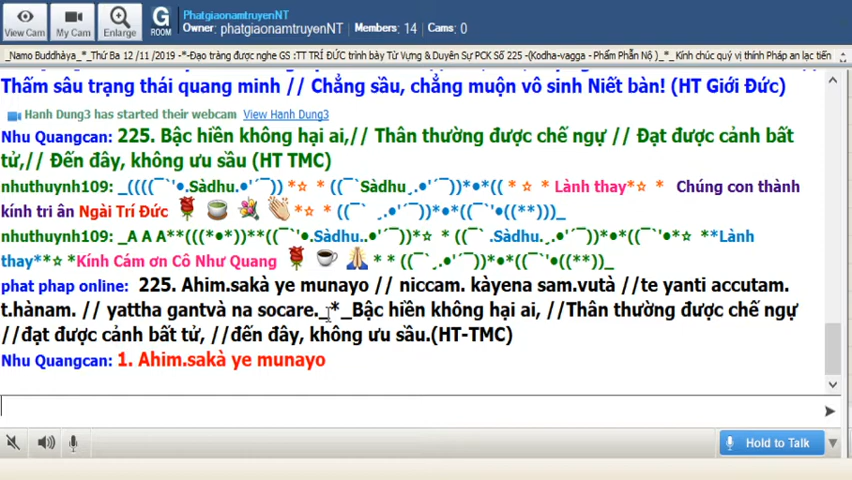 View Cam
My Cam
Enlarge
G
ROOM
PhatgiaonamtruyenNT
Owner: phatgiaonamtruyenNT Members: 14 Cams: 0
_Namo Buddhàya_*_Thứ Ba 12 /11 /2019 -*-Đạo tràng được nghe GS :TT TRÍ ĐỨC trình bày Từ Vựng & Duyên Sự PCK Số 225 -(Kodha-vagga - Phẩm Phẫn Nộ )_*_Kính chúc quý vị thính Pháp an lạc tiến
Thấm sâu trạng thái quang minh // Chẳng sầu, chẳng muộn vô sinh Niết bàn! (HT Giới Đức)
Hanh Dung3 has started their webcam View Hanh Dung3
Nhu Quangcan: 225. Bậc hiền không hại ai,// Thân thường được chế ngự // Đạt được cảnh bất
tử,// Đến đây, không ưu sầu (HT TMC)
nhuthuynh109: _((((¯`'•.Sàdhu.•'´¯)) *☆ * ((¯`Sàdhu¸.•'´¯))*•*(( * ☆ * Lành thay*☆ * Chúng con thành
kính tri ân Ngài Trí Đức 🌹 🍵 💐 👏 *☆ * ((¯` ¸.•'´¯))*•*((¯`'•((**)))_
nhuthuynh109: _A A A**(((•*))**((¯`'•.Sàdhu..•'´¯))*☆ * ((¯` .Sàdhu.¸.•'´¯))*•*((¯`'•*☆ **Lành
thay**☆ *Kính Cám ơn Cô Như Quang 🌹 ☕ 🙏 * * ((¯` ¸.•'´¯))*•*((¯`'•((**)))_
phat phap online: 225. Ahim.sakà ye munayo // niccam. kàyena sam.vutà //te yanti accutam.
t.hànam. // yattha gantvà na socare._*_Bậc hiền không hại ai, //Thân thường được chế ngự
//đạt được cảnh bất tử, //đến đây, không ưu sầu.(HT-TMC)
Nhu Quangcan: 1. Ahim.sakà ye munayo
Hold to Talk